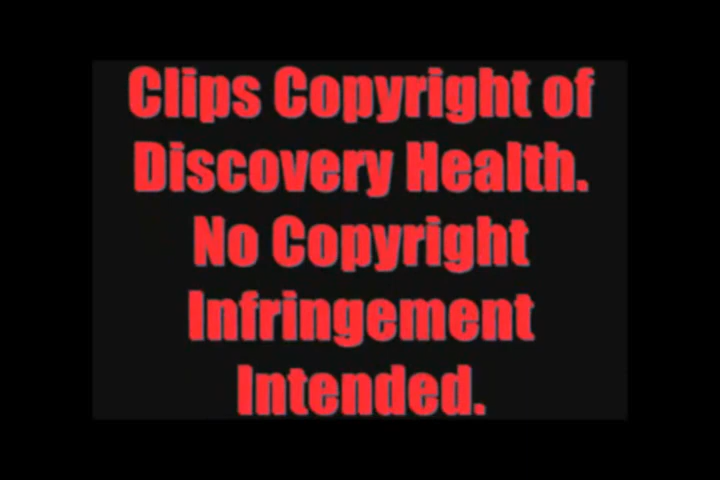 Clips Copyright of
Discovery Health.
No Copyright
Infringement
Intended.